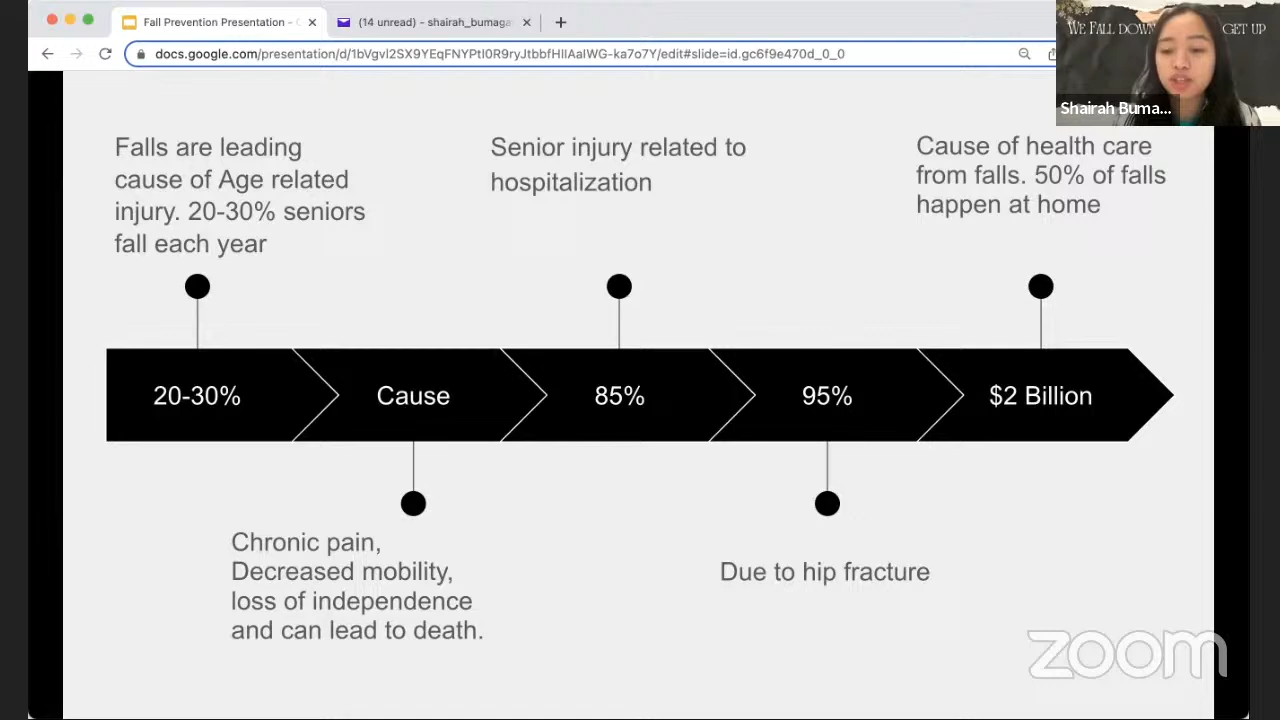 Fall Prevention Presentation -
(14 unread) - shairah_bumaga
docs.google.com/presentation/d/1bVgvl2SX9YEqFNYPtI0R9ryJtbbfHIIAaIWG-ka7o7Y/edit#slide=id.gc6f9e470d_0_0
WE FALL DOWN
GET UP
Shairah Buma...
Falls are leading
cause of Age related
injury. 20-30% seniors
fall each year
Senior injury related to
hospitalization
Cause of health care
from falls. 50% of falls
happen at home
20-30%
Cause
85%
95%
$2 Billion
Chronic pain,
Decreased mobility,
loss of independence
and can lead to death.
Due to hip fracture
zoom